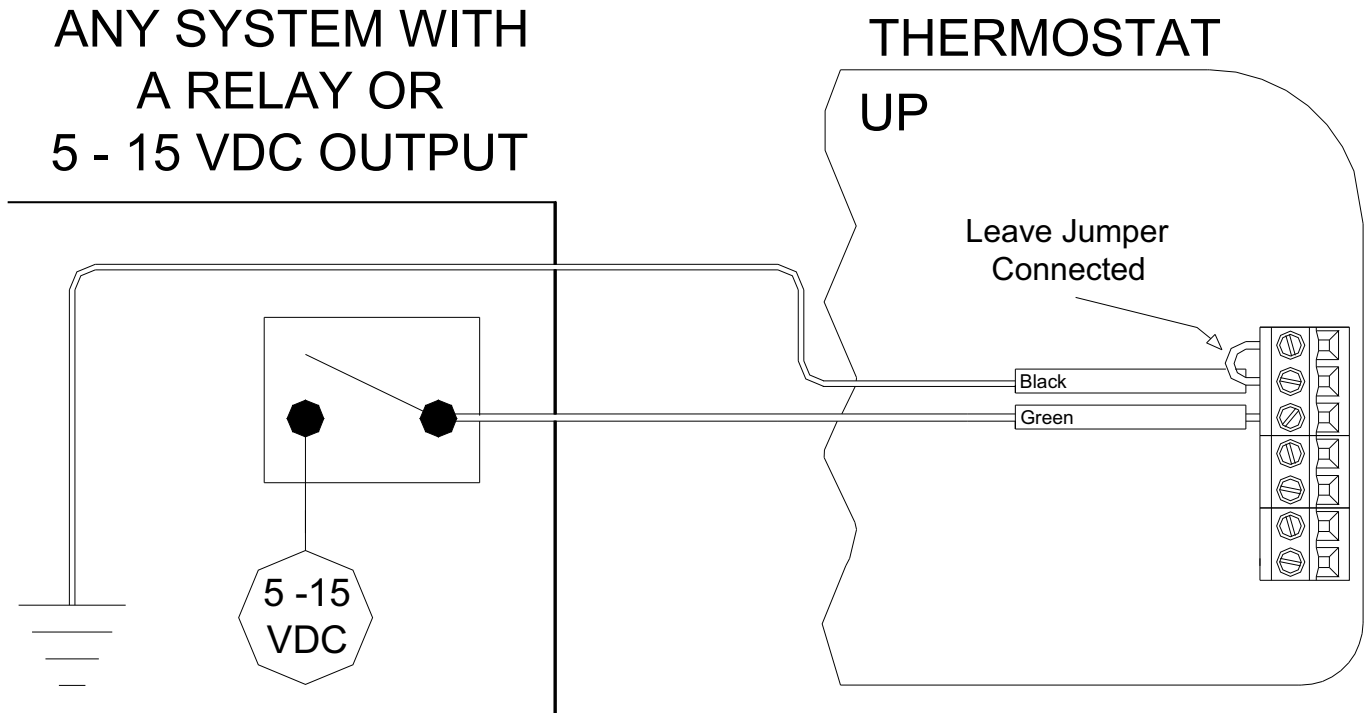 ANY SYSTEM WITH
A RELAY OR
5 - 15 VDC OUTPUT
THERMOSTAT
UP
Leave Jumper
Connected
Black
Green
5 -15
VDC